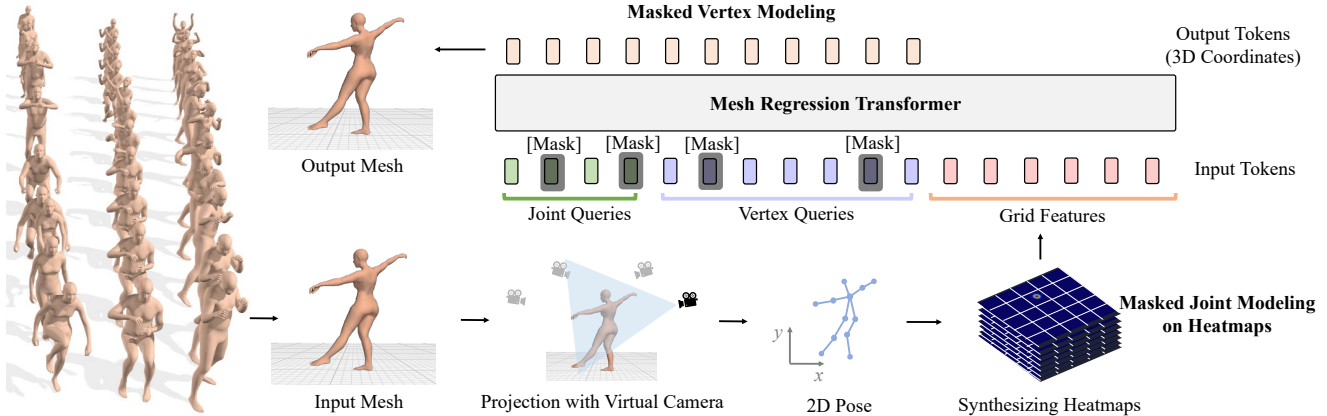 Masked Vertex Modeling
Output Tokens
(3D Coordinates)
Mesh Regression Transformer
Output Mesh
[Mask]
[Mask]
[Mask]
[Mask]
Input Tokens
Joint Queries
Vertex Queries
Grid Features
Masked Joint Modeling
on Heatmaps
y
x
Input Mesh
Projection with Virtual Camera
2D Pose
Synthesizing Heatmaps